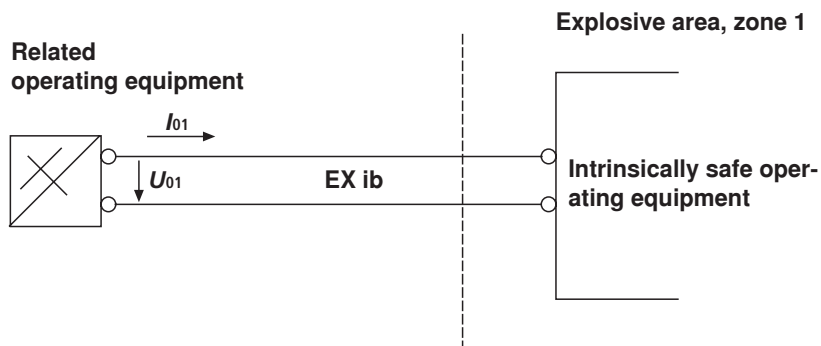 Explosive area, zone 1
Related
operating equipment
I01
U01
EX ib
Intrinsically safe oper-
ating equipment